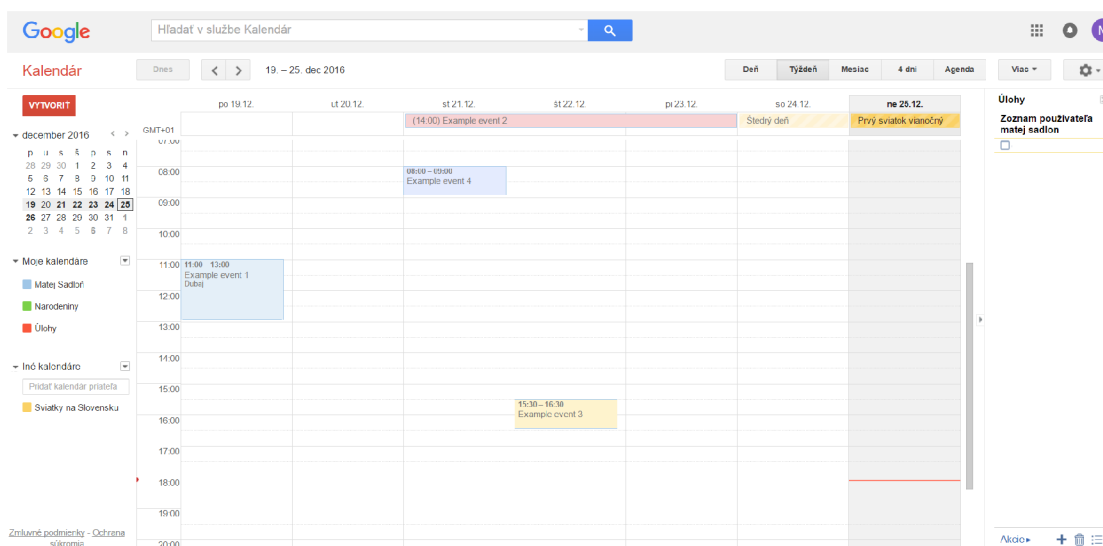 Google
Hľadať v službe Kalendár
Kalendár
Dnes
19. – 25. dec 2016
Deň
Týždeň
Mesiac
4 dni
Agenda
Viac
VYTVORIŤ
december 2016
p u s š p s n
28 29 30 1 2 3 4
5 6 7 8 9 10 11
12 13 14 15 16 17 18
19 20 21 22 23 24 25
26 27 28 29 30 31 1
2 3 4 5 6 7 8
Moje kalendáre
Matej Sadloň
Narodeniny
Úlohy
Iné kalendáre
Pridať kalendár priateľa
Sviatky na Slovensku
Zmluvné podmienky - Ochrana
súkromia
po 19.12.
ut 20.12.
st 21.12.
št 22.12.
pi 23.12.
so 24.12.
ne 25.12.
GMT+01
(14:00) Example event 2
Štedrý deň
Prvý sviatok vianočný
07:00
08:00
08:00 – 09:00
Example event 4
09:00
10:00
11:00
11:00 13:00
Example event 1
Dubaj
12:00
13:00
14:00
15:00
15:30 – 16:30
Example event 3
16:00
17:00
18:00
19:00
20:00
Úlohy
Zoznam používateľa
matej sadlon
Akcie